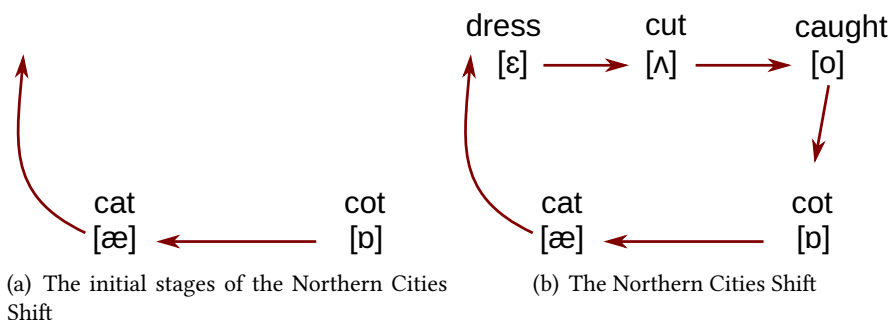 dress cut caught
[ɛ] [ʌ] [o]
cat cot cat cot
[æ] [ɒ] [æ] [ɒ]
(a) The initial stages of the Northern Cities
Shift
(b) The Northern Cities Shift